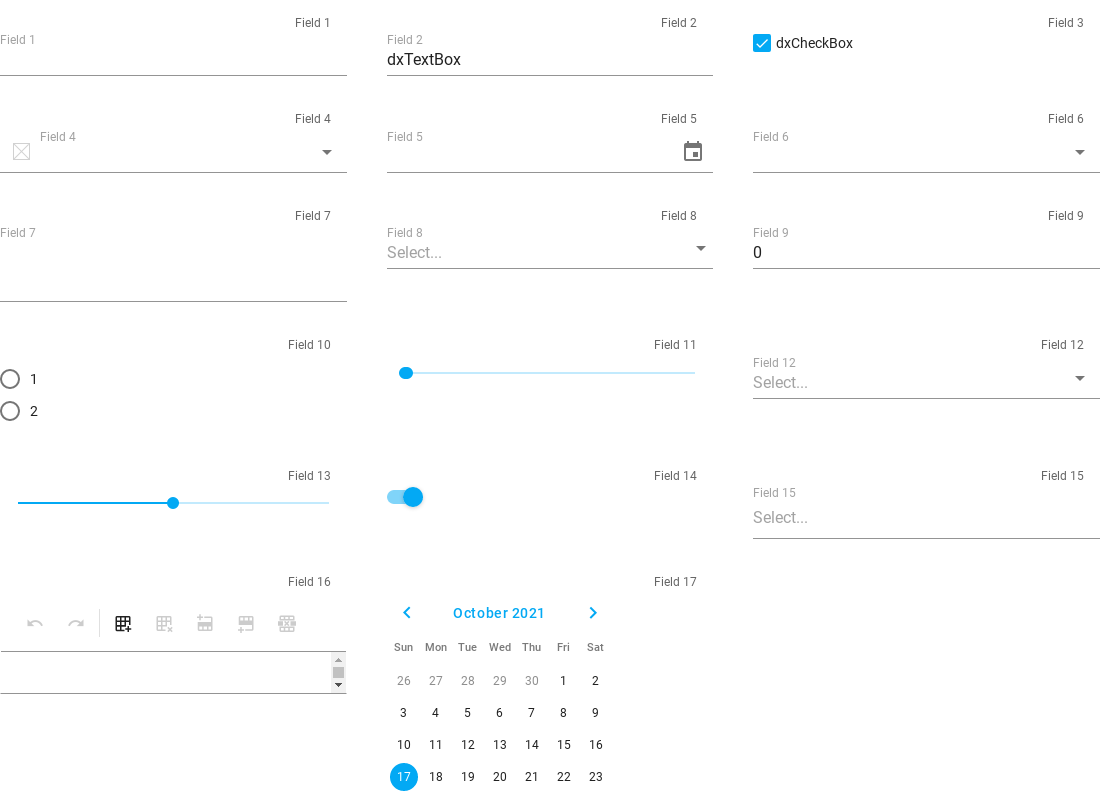 Field 1
Field 1
Field 2
Field 2
dxTextBox
Field 3
dxCheckBox
Field 4
Field 4
Field 5
Field 5
Field 6
Field 6
Field 7
Field 7
Field 8
Field 8
Select...
Field 9
Field 9
0
Field 10
1
2
Field 11
Field 12
Field 12
Select...
Field 13
Field 14
Field 15
Field 15
Select...
Field 16
Field 17
October 2021
Sun Mon Tue Wed Thu Fri Sat
26 27 28 29 30 1 2
3 4 5 6 7 8 9
10 11 12 13 14 15 16
17 18 19 20 21 22 23